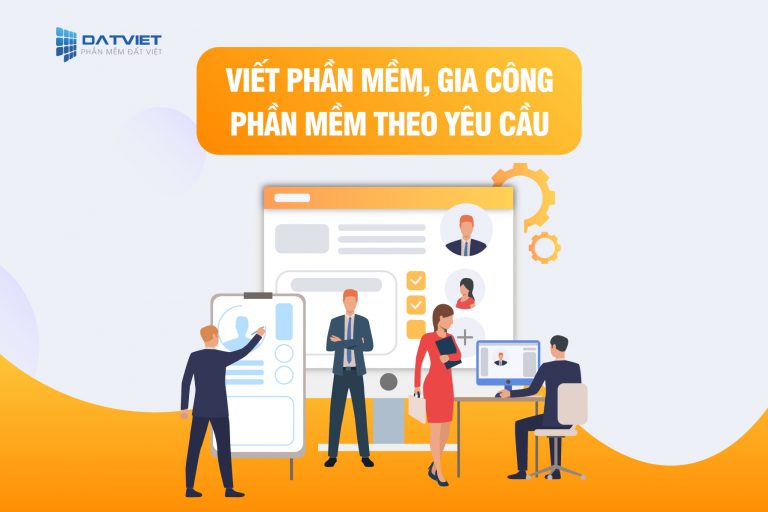 DATVIET
PHẦN MỀM ĐẤT VIỆT
VIẾT PHẦN MỀM, GIA CÔNG
PHẦN MỀM THEO YÊU CẦU